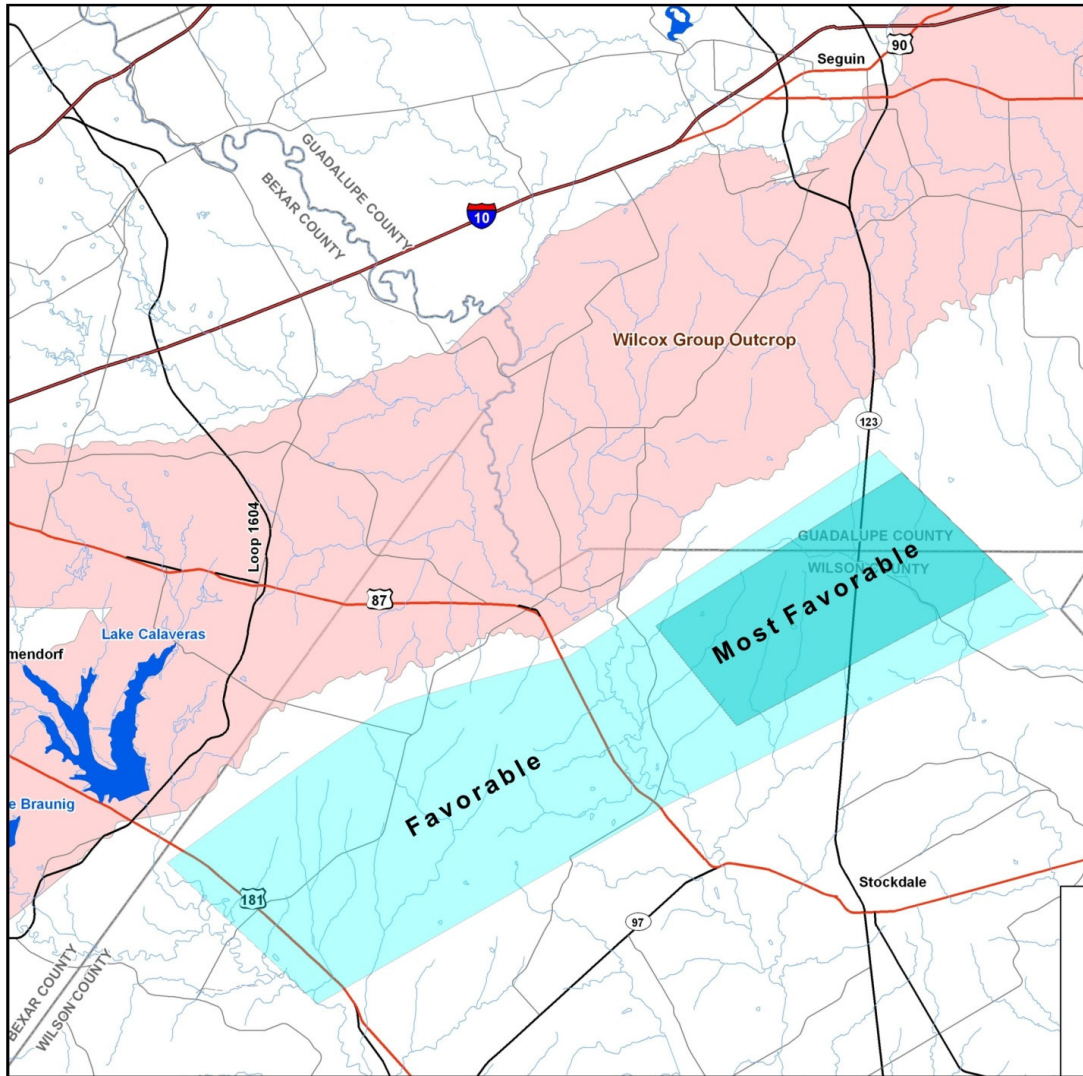 Seguin
90
GUADALUPE COUNTY
BEXAR COUNTY
10
Wilcox Group Outcrop
123
Loop 1604
GUADALUPE COUNTY
WILSON COUNTY
87
Most Favorable
Lake Calaveras
mendorf
Favorable
e Braunig
Stockdale
181
97
BEXAR COUNTY
WILSON COUNTY